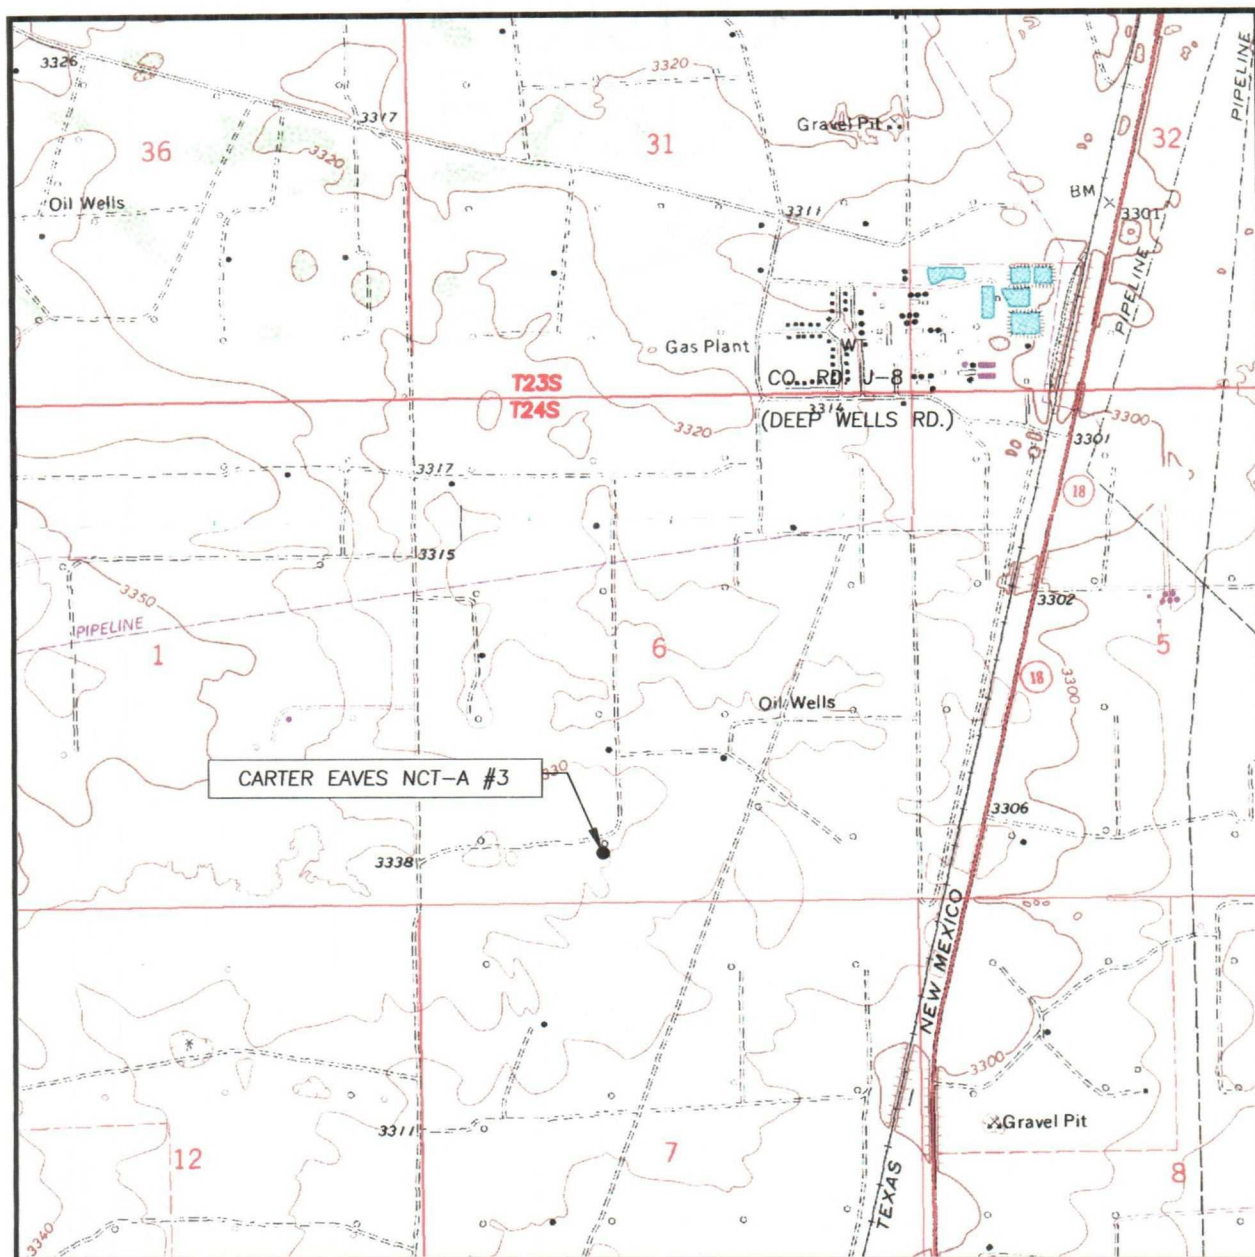 3326
3317
3320
3320
36
31
Gravel Pit
32
PIPELINE
Oil Wells
3311
BM
3301
PIPELINE
Gas Plant
W
T23S
T24S
CO. RD. J-8
3314
(DEEP WELLS RD.)
3320
3300
3301
3317
18
3315
3350
PIPELINE
3302
1
6
5
18
3300
Oil Wells
CARTER EAVES NCT-A #3
3306
3338
NEW MEXICO
3300
3311
Gravel Pit
12
7
8
TEXAS —
3340